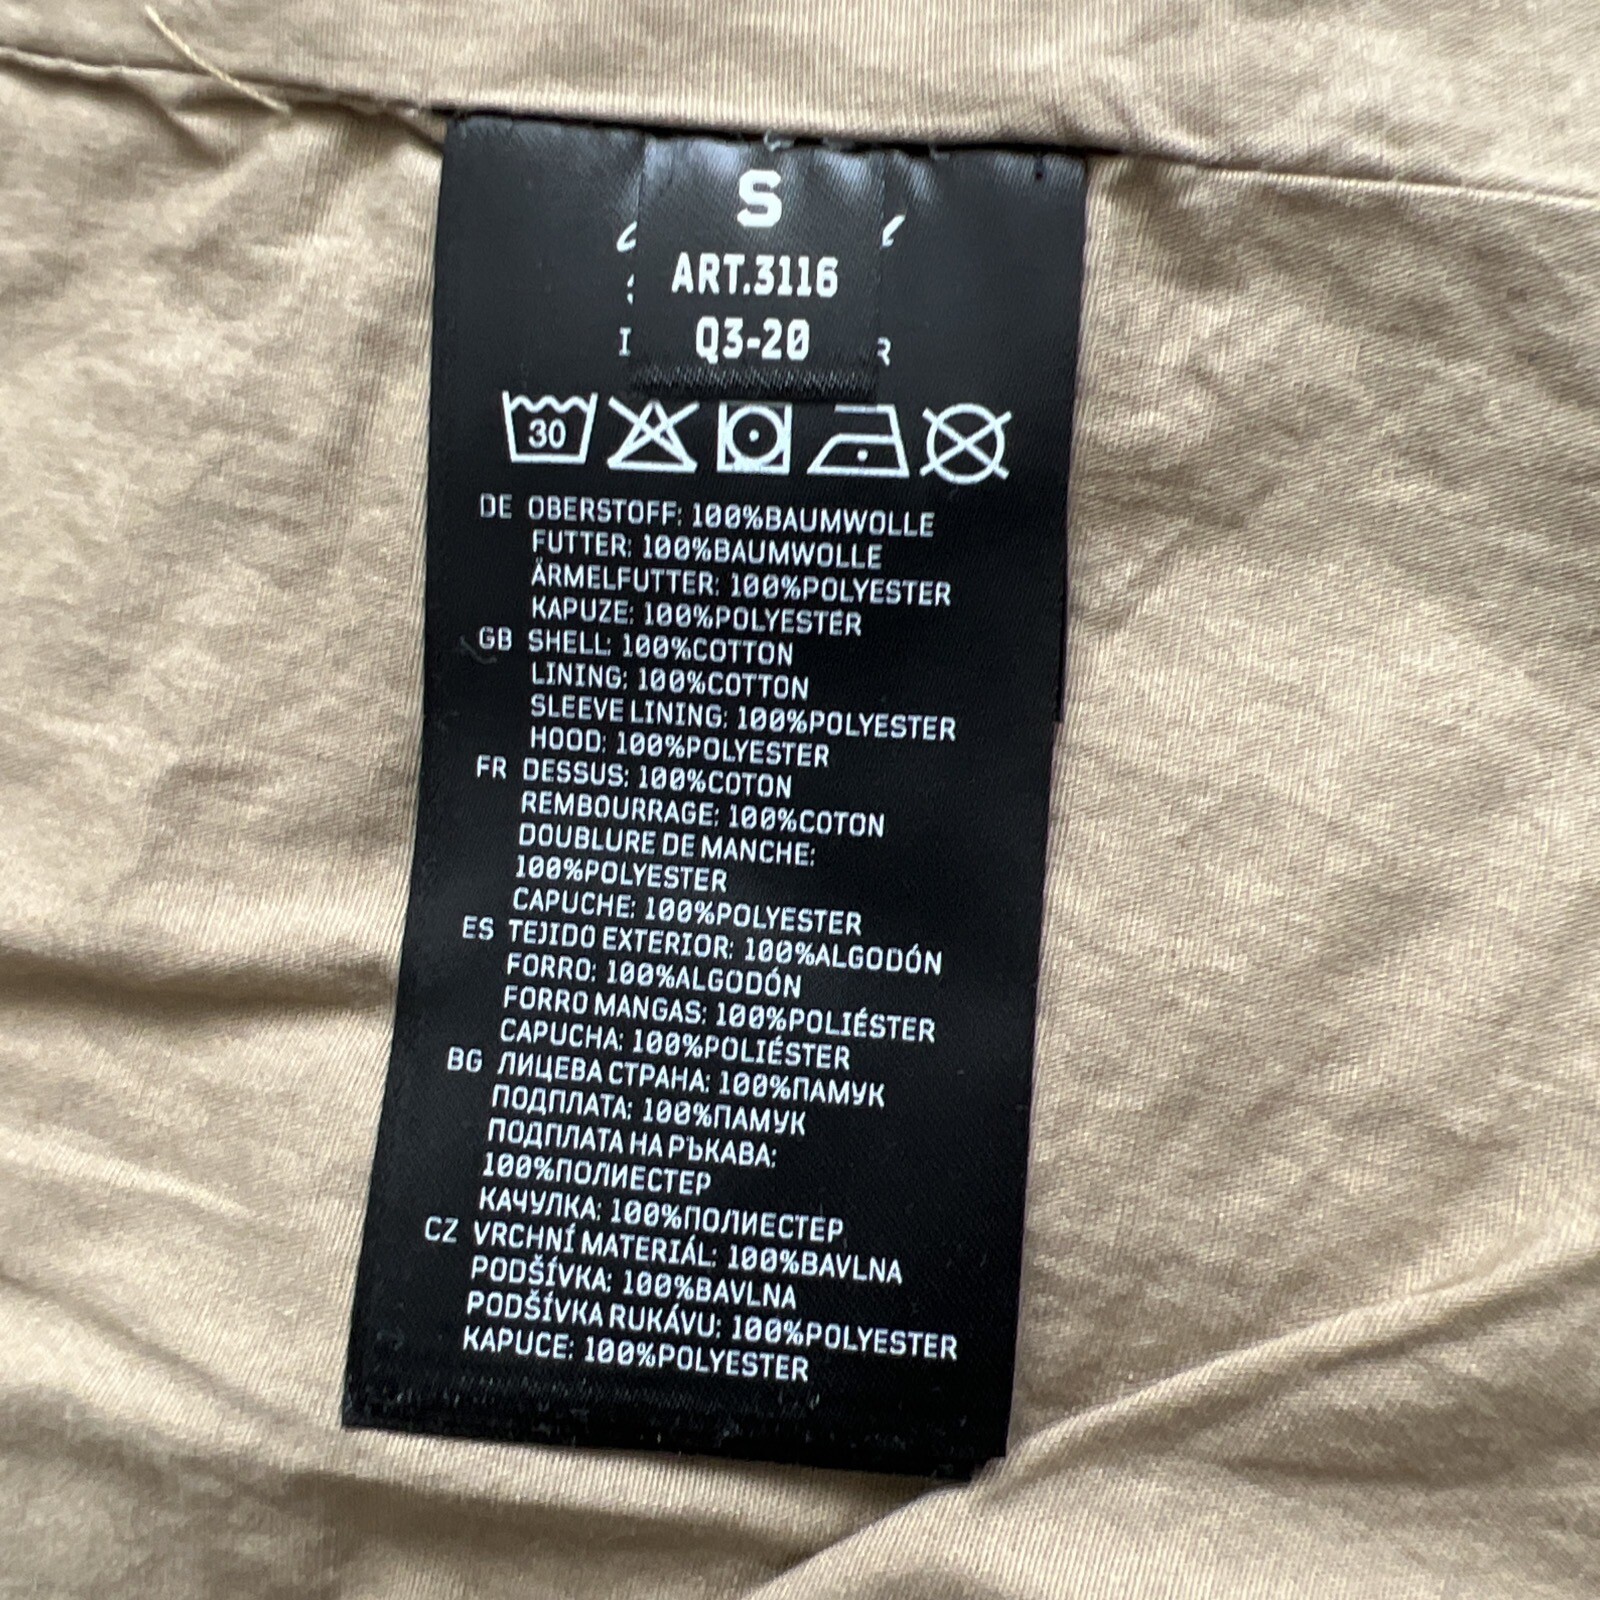 S
ART.3116
Q3-20
30
DE OBERSTOFF: 100%BAUMWOLLE
FUTTER: 100%BAUMWOLLE
ÄRMELFUTTER: 100%POLYESTER
KAPUZE: 100%POLYESTER
GB SHELL: 100%COTTON
LINING: 100%COTTON
SLEEVE LINING: 100%POLYESTER
HOOD: 100%POLYESTER
FR DESSUS: 100%COTON
REMBOURRAGE: 100%COTON
DOUBLURE DE MANCHE:
100%POLYESTER
CAPUCHE: 100%POLYESTER
ES TEJIDO EXTERIOR: 100%ALGODÓN
FORRO: 100%ALGODÓN
FORRO MANGAS: 100%POLIÉSTER
CAPUCHA: 100%POLIÉSTER
BG ЛИЦЕВА СТРАНА: 100%ПАМУК
ПОДПЛАТА: 100%ПАМУК
ПОДПЛАТА НА РЪКАВА:
100%ПОЛИЕСТЕР
КАЧУЛКА: 100%ПОЛИЕСТЕР
CZ VRCHNÍ MATERIÁL: 100%BAVLNA
PODŠÍVKA: 100%BAVLNA
PODŠÍVKA RUKÁVU: 100%POLYESTER
KAPUCE: 100%POLYESTER